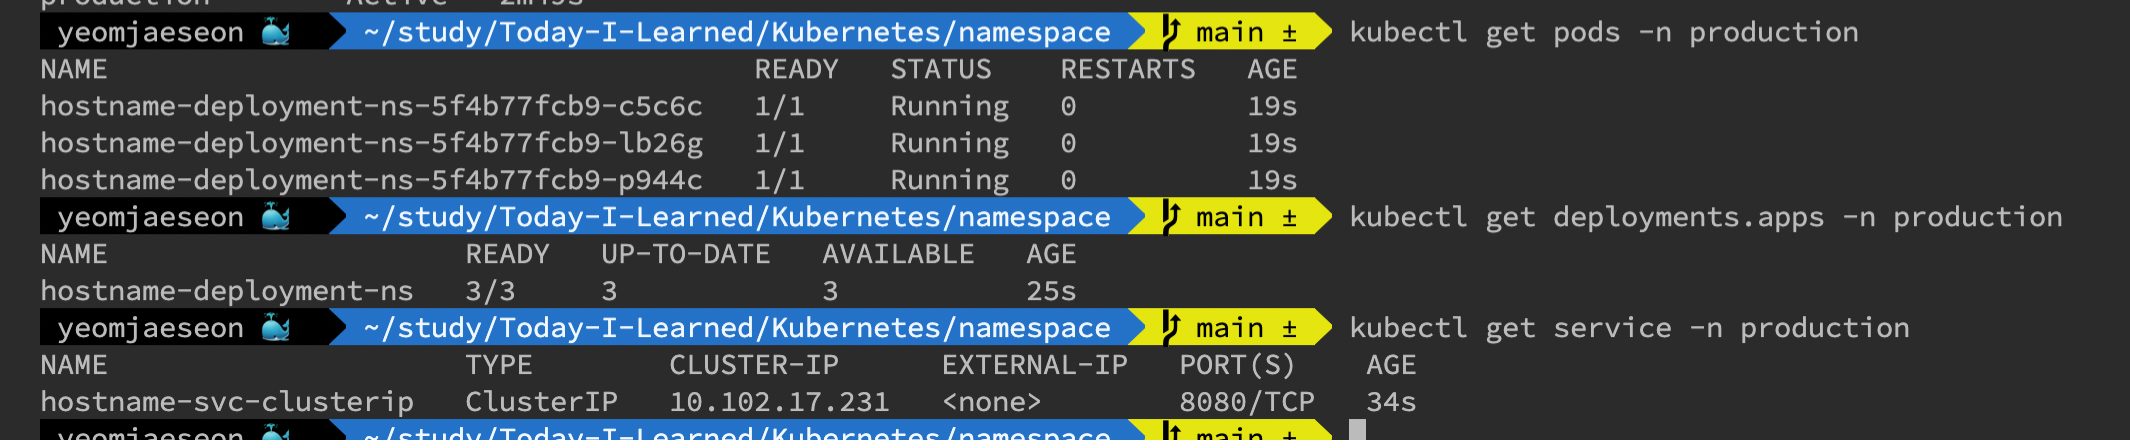 production        Active   2m49s
yeomjaeseon 🐳 ~/study/Today-I-Learned/Kubernetes/namespace main ± kubectl get pods -n production
NAME                                      READY   STATUS    RESTARTS   AGE
hostname-deployment-ns-5f4b77fcb9-c5c6c   1/1     Running   0          19s
hostname-deployment-ns-5f4b77fcb9-lb26g   1/1     Running   0          19s
hostname-deployment-ns-5f4b77fcb9-p944c   1/1     Running   0          19s
yeomjaeseon 🐳 ~/study/Today-I-Learned/Kubernetes/namespace main ± kubectl get deployments.apps -n production
NAME                     READY   UP-TO-DATE   AVAILABLE   AGE
hostname-deployment-ns   3/3     3            3           25s
yeomjaeseon 🐳 ~/study/Today-I-Learned/Kubernetes/namespace main ± kubectl get service -n production
NAME                     TYPE        CLUSTER-IP      EXTERNAL-IP   PORT(S)    AGE
hostname-svc-clusterip   ClusterIP   10.102.17.231   <none>        8080/TCP   34s
yeomjaeseon 🐳 ~/study/Today-I-Learned/Kubernetes/namespace main ±